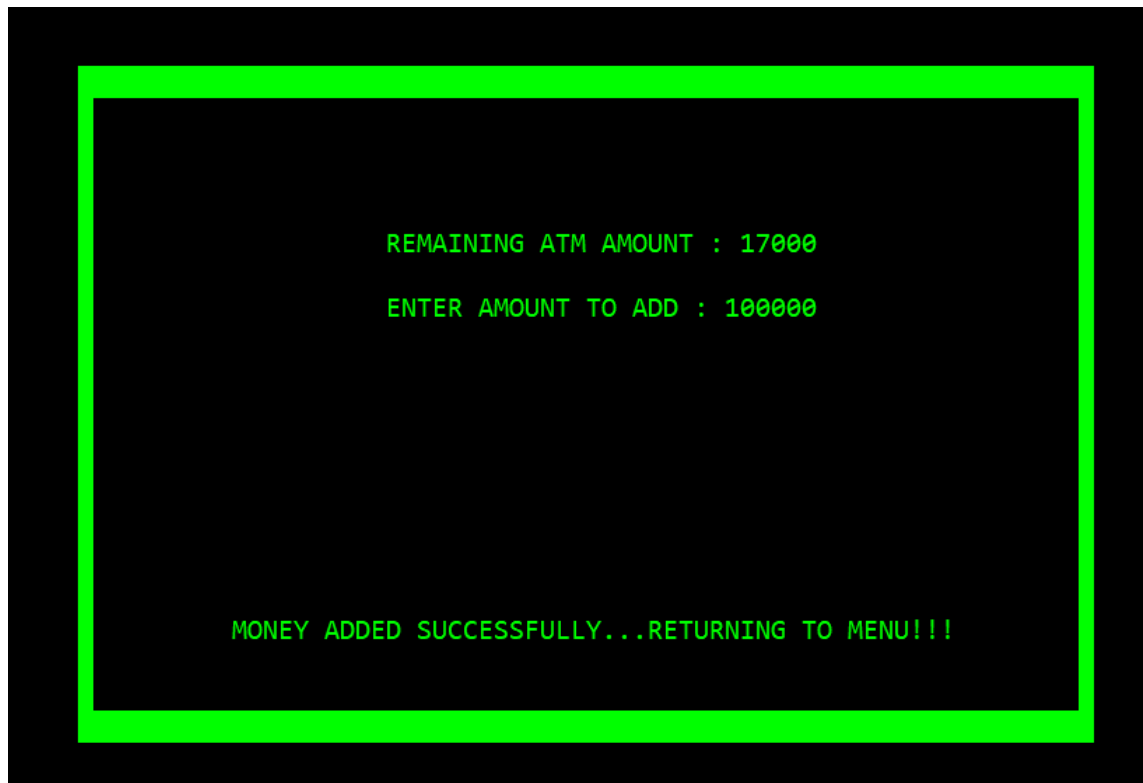 REMAINING ATM AMOUNT : 17000
ENTER AMOUNT TO ADD : 100000
MONEY ADDED SUCCESSFULLY...RETURNING TO MENU!!!